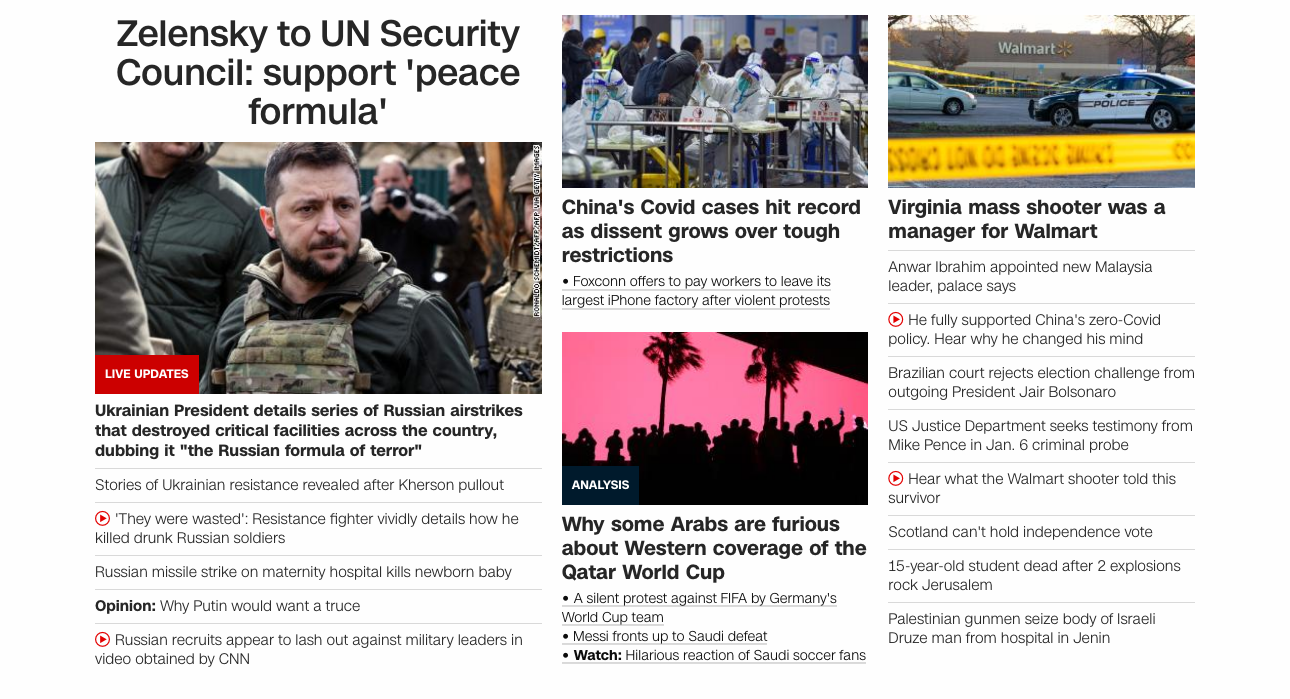 Zelensky to UN Security
Council: support 'peace
formula'
RONALDO SCHEMIDT/AFP/AFP VIA GETTY IMAGES
LIVE UPDATES
Ukrainian President details series of Russian airstrikes
that destroyed critical facilities across the country,
dubbing it "the Russian formula of terror"
Stories of Ukrainian resistance revealed after Kherson pullout
'They were wasted': Resistance fighter vividly details how he
killed drunk Russian soldiers
Russian missile strike on maternity hospital kills newborn baby
Opinion: Why Putin would want a truce
Russian recruits appear to lash out against military leaders in
video obtained by CNN
China's Covid cases hit record
as dissent grows over tough
restrictions
• Foxconn offers to pay workers to leave its
largest iPhone factory after violent protests
ANALYSIS
Why some Arabs are furious
about Western coverage of the
Qatar World Cup
• A silent protest against FIFA by Germany's
World Cup team
• Messi fronts up to Saudi defeat
• Watch: Hilarious reaction of Saudi soccer fans
Walmart
POLICE
Virginia mass shooter was a
manager for Walmart
Anwar Ibrahim appointed new Malaysia
leader, palace says
He fully supported China's zero-Covid
policy. Hear why he changed his mind
Brazilian court rejects election challenge from
outgoing President Jair Bolsonaro
US Justice Department seeks testimony from
Mike Pence in Jan. 6 criminal probe
Hear what the Walmart shooter told this
survivor
Scotland can't hold independence vote
15-year-old student dead after 2 explosions
rock Jerusalem
Palestinian gunmen seize body of Israeli
Druze man from hospital in Jenin